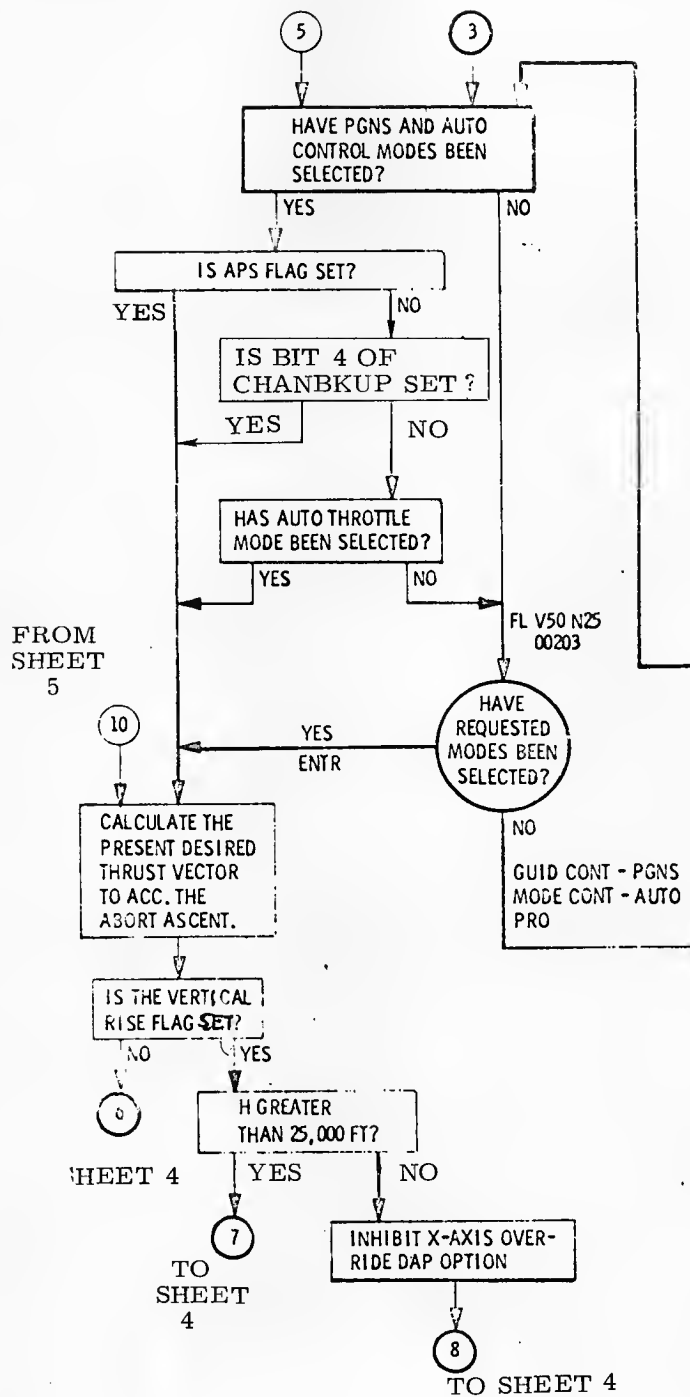 5
3
HAVE PGNS AND AUTO
CONTROL MODES BEEN
SELECTED?
YES
NO
IS APS FLAG SET?
YES
NO
IS BIT 4 OF
CHANBKUP SET ?
YES
NO
HAS AUTO THROTTLE
MODE BEEN SELECTED?
YES
NO
FL V50 N25
00203
FROM
SHEET
5
HAVE
REQUESTED
MODES BEEN
SELECTED?
10
YES
ENTR
NO
CALCULATE THE
PRESENT DESIRED
THRUST VECTOR
TO ACC. THE
ABORT ASCENT.
GUID CONT - PGNS
MODE CONT - AUTO
PRO
IS THE VERTICAL
RISE FLAG SET?
NO
YES
6
H GREATER
THAN 25,000 FT?
HEET 4
YES
NO
7
INHIBIT X-AXIS OVER-
RIDE DAP OPTION
TO
SHEET
4
8
TO SHEET 4